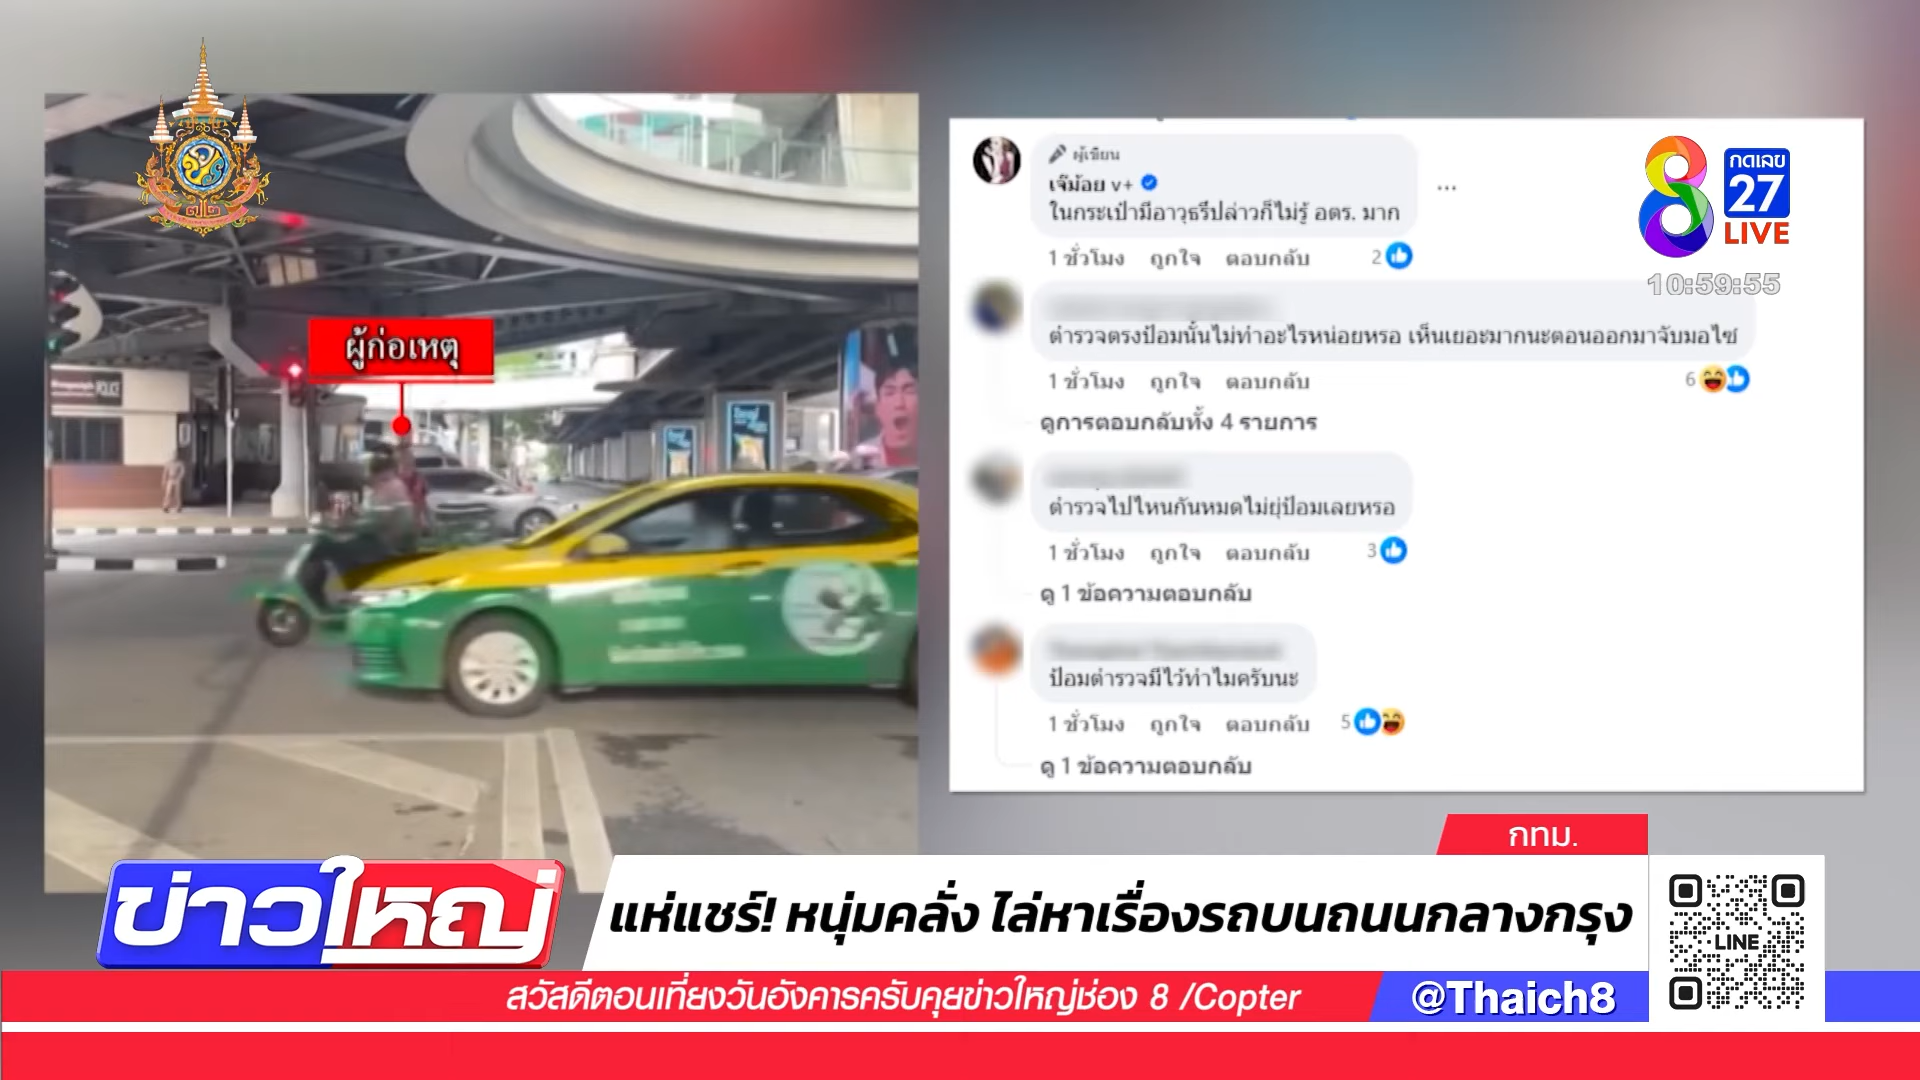 ผู้ก่อเหตุ
ผู้เขียน
เจ๊ม้อย v+
ในกระเป๋ามีอาวุธรึปล่าวก็ไม่รู้ อตร. มาก
1 ชั่วโมง ถูกใจ ตอบกลับ 2
ตำรวจตรงป้อมนั้นไม่ทำอะไรหน่อยหรอ เห็นเยอะมากนะตอนออกมาจับมอไซ
1 ชั่วโมง ถูกใจ ตอบกลับ 6
ดูการตอบกลับทั้ง 4 รายการ
ตำรวจไปไหนกันหมดไม่ยุ่ป้อมเลยหรอ
1 ชั่วโมง ถูกใจ ตอบกลับ 3
ดู 1 ข้อความตอบกลับ
ป้อมตำรวจมีไว้ทำไมครับนะ
1 ชั่วโมง ถูกใจ ตอบกลับ 5
ดู 1 ข้อความตอบกลับ
8
กดเลข
27
LIVE
10:59:55
กทม.
ข่าวใหญ่
แห่แชร์! หนุ่มคลั่ง ไล่หาเรื่องรถบนถนนกลางกรุง
LINE
สวัสดีตอนเที่ยงวันอังคารครับคุยข่าวใหญ่ช่อง 8 /Copter
@Thaich8